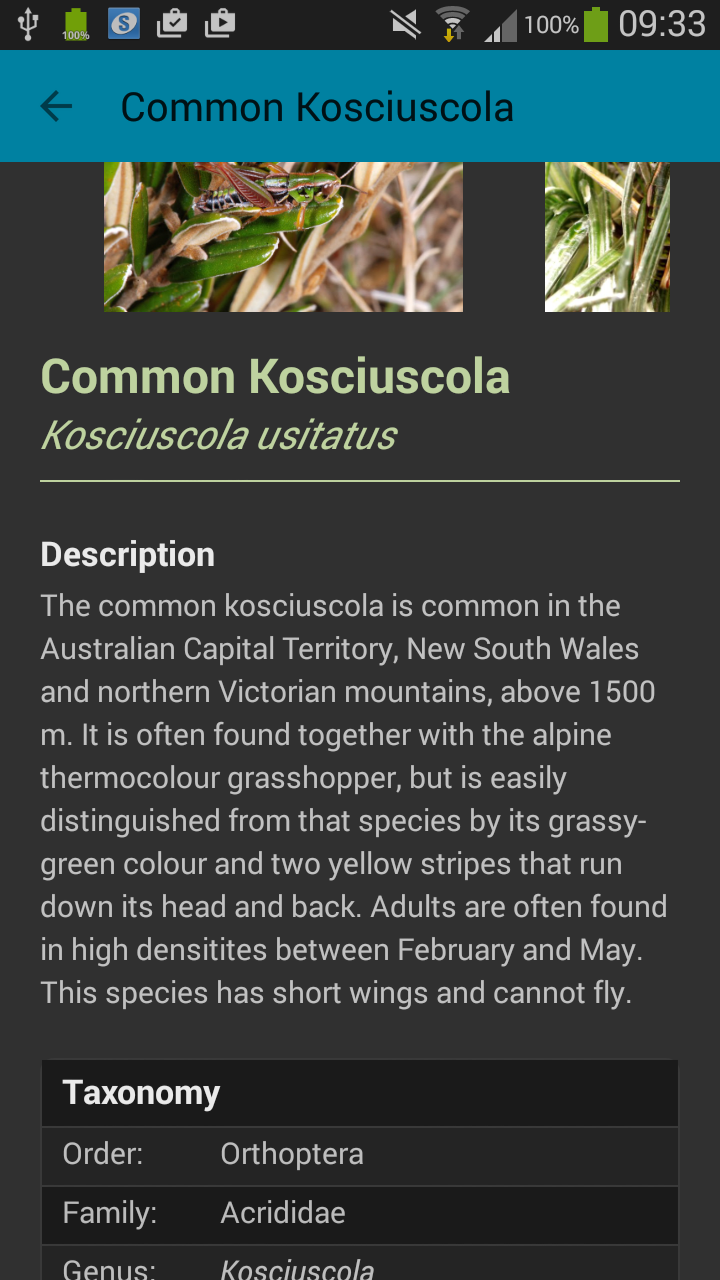 100%
100%
09:33
Common Kosciuscola
Common Kosciuscola
Kosciuscola usitatus
Description
The common kosciuscola is common in the
Australian Capital Territory, New South Wales
and northern Victorian mountains, above 1500
m. It is often found together with the alpine
thermocolour grasshopper, but is easily
distinguished from that species by its grassy-
green colour and two yellow stripes that run
down its head and back. Adults are often found
in high densitites between February and May.
This species has short wings and cannot fly.
Taxonomy
Order: Orthoptera
Family: Acrididae
Genus: Kosciuscola